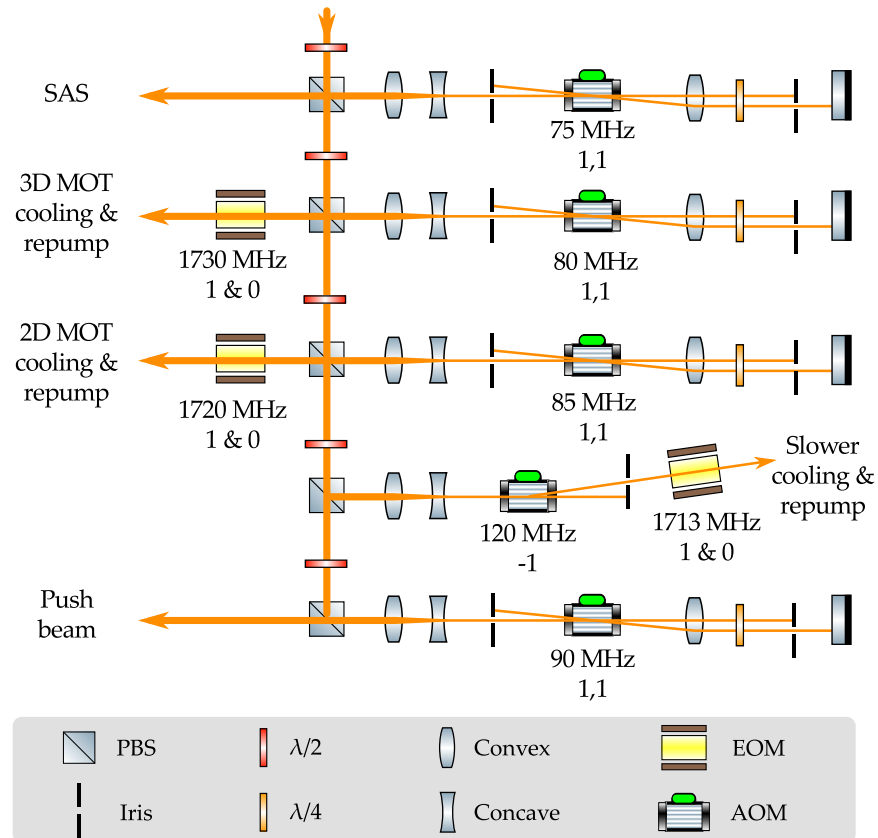 SAS
75 MHz
1,1
3D MOT
cooling &
repump
1730 MHz
1 & 0
80 MHz
1,1
2D MOT
cooling &
repump
1720 MHz
1 & 0
85 MHz
1,1
Slower
cooling &
repump
120 MHz
-1
1713 MHz
1 & 0
Push
beam
90 MHz
1,1
PBS
λ/2
Convex
EOM
Iris
λ/4
Concave
AOM